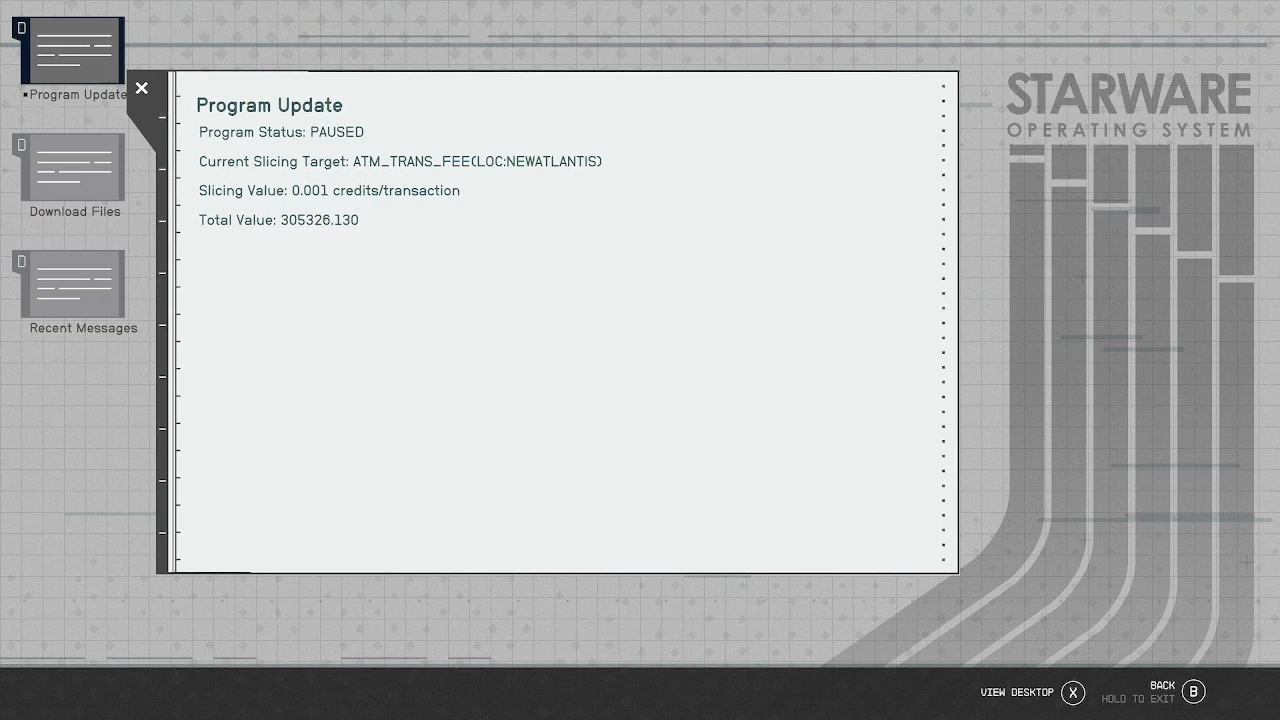 D
Program Update
D
Download Files
D
Recent Messages
X
Program Update
Program Status: PAUSED
Current Slicing Target: ATM_TRANS_FEE(LOC:NEWATLANTIS)
Slicing Value: 0.001 credits/transaction
Total Value: 305326.130
STARWARE
OPERATING SYSTEM
VIEW DESKTOP X
BACK
HOLD TO EXIT B